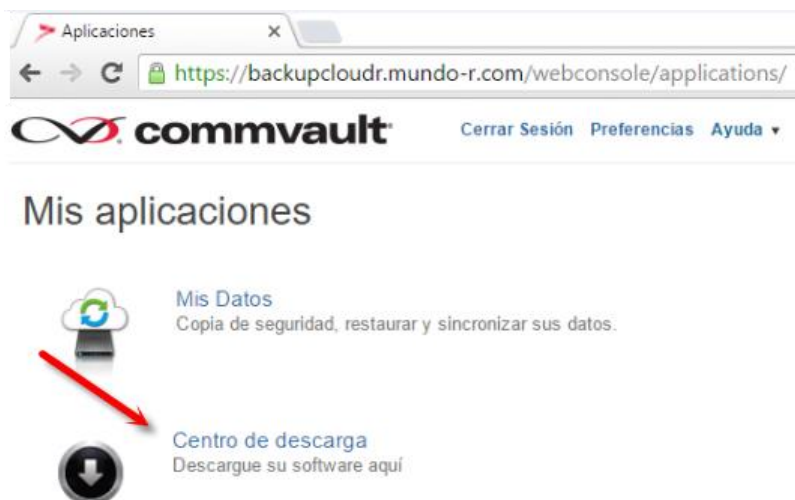 Aplicaciones
https://backupcloudr.mundo-r.com/webconsole/applications/
commvault Cerrar Sesión Preferencias Ayuda
Mis aplicaciones
Mis Datos
Copia de seguridad, restaurar y sincronizar sus datos.
Centro de descarga
Descargue su software aquí